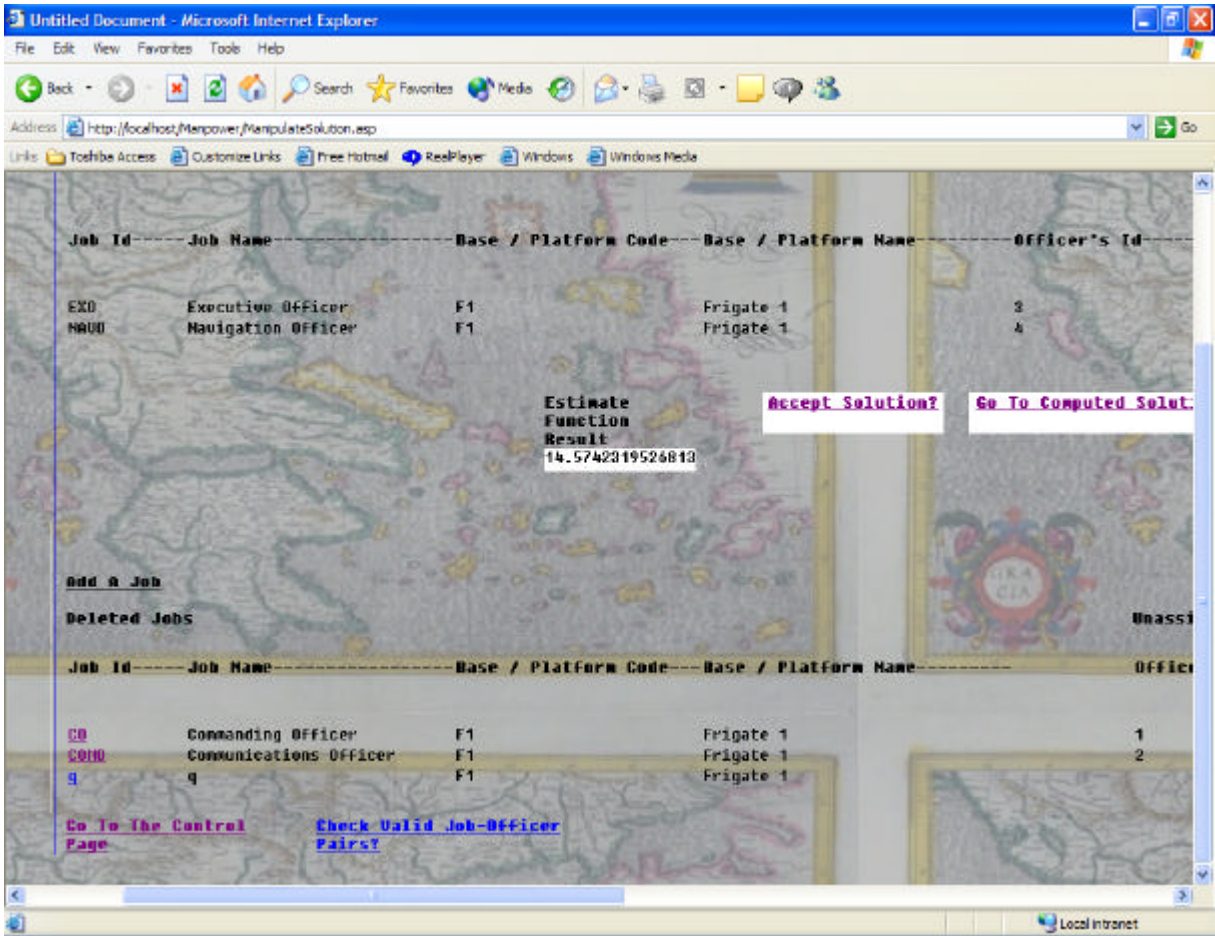 Untitled Document - Microsoft Internet Explorer
File Edit View Favorites Tools Help
Back Search Favorites Media
Address http://localhost/Manpower/ManipulateSolution.asp Go
Links Toshiba Access Customize Links Free Hotmail RealPlayer Windows Windows Media
Job Id-----Job Name----------------Base / Platform Code---Base / Platform Name---------Officer's Id-----
EXO Executive Officer F1 Frigate 1 3
NAVO Navigation Officer F1 Frigate 1 4
Estimate Accept Solution? Go To Computed Solut
Function
Result
14.5742319526813
GRA
CIA
Add A Job
Deleted Jobs Unassi
Job Id-----Job Name----------------Base / Platform Code---Base / Platform Name--------- Office
CO Commanding Officer F1 Frigate 1 1
COMO Communications Officer F1 Frigate 1 2
q q F1 Frigate 1
Go To The Control Check Valid Job-Officer
Page Pairs?
Local intranet